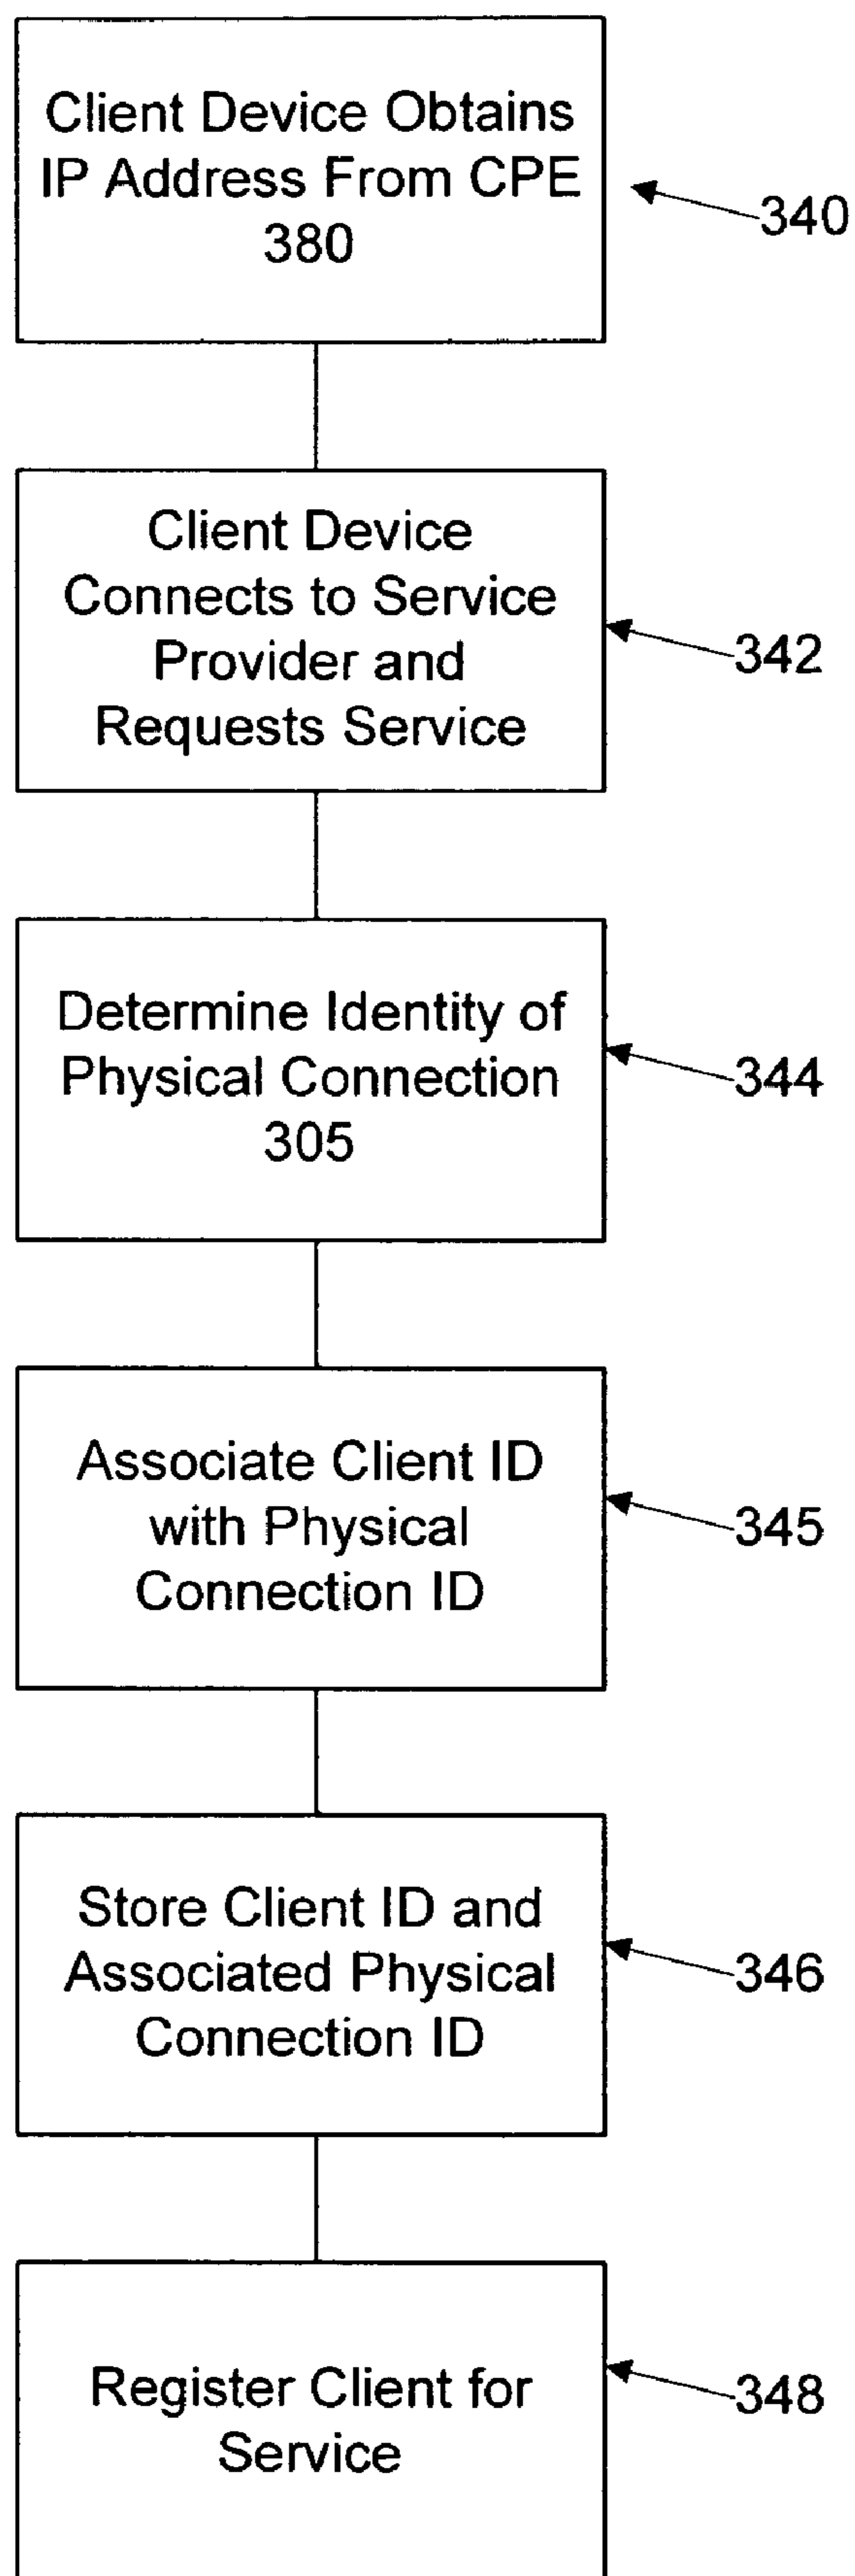 Client Device Obtains
IP Address From CPE
380
340
Client Device
Connects to Service
Provider and
Requests Service
342
Determine Identity of
Physical Connection
305
344
Associate Client ID
with Physical
Connection ID
345
Store Client ID and
Associated Physical
Connection ID
346
Register Client for
Service
348